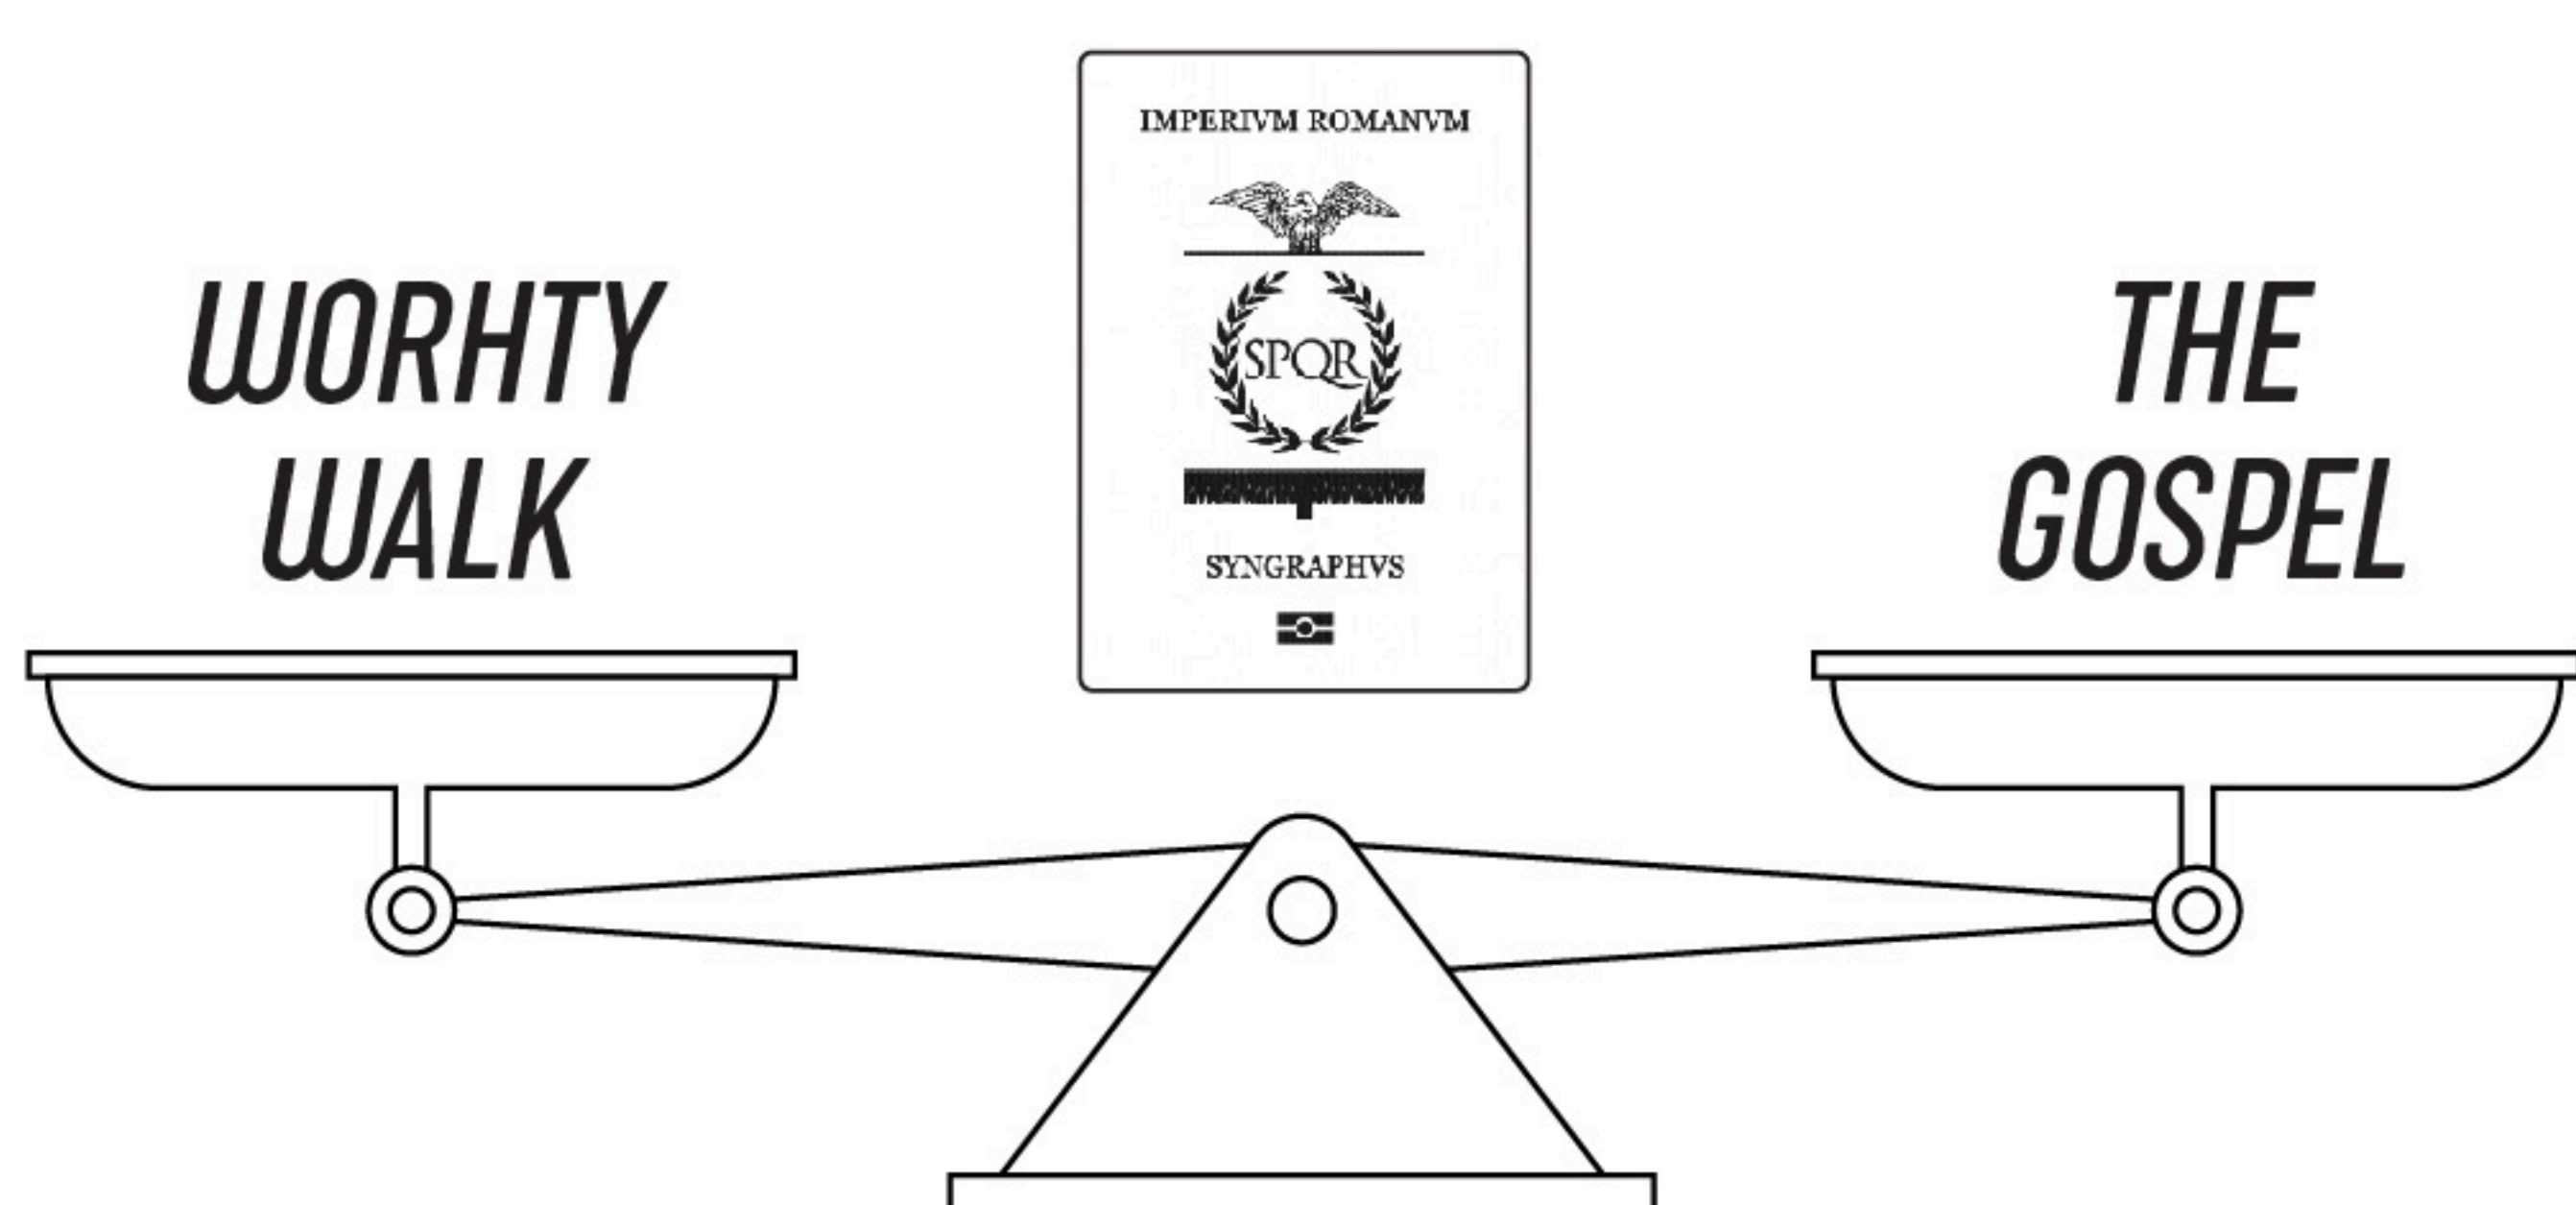 WORHTY
WALK
IMPERIVM ROMANVM
SPQR
SYNGRAPHVS
THE
GOSPEL